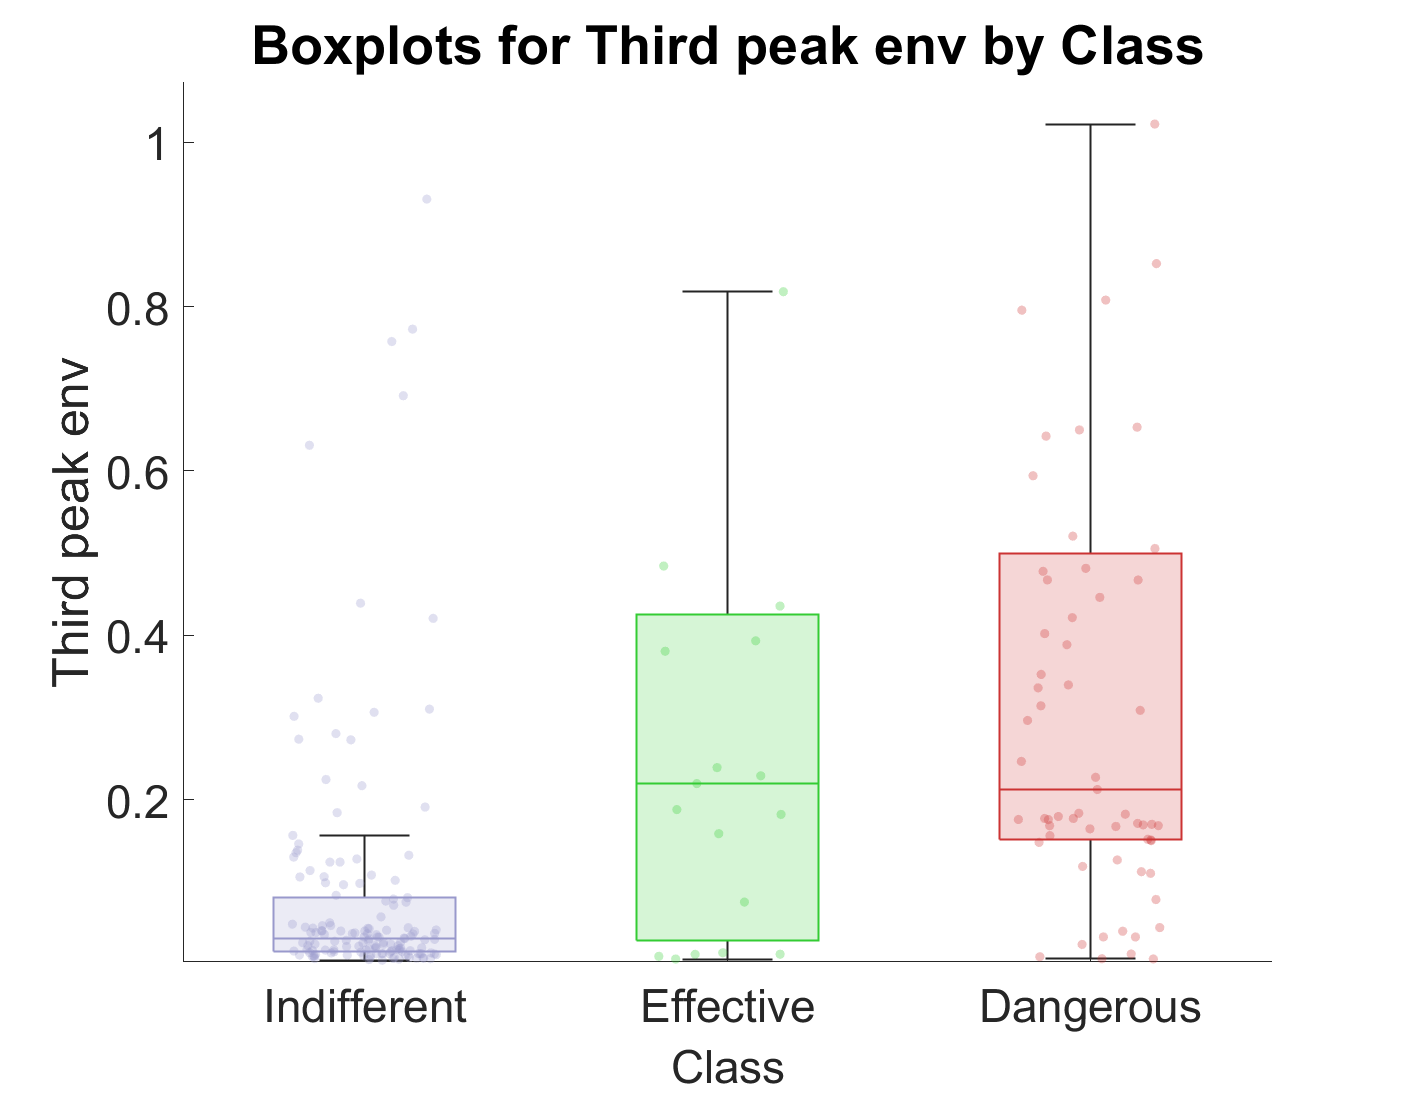 Boxplots for Third peak env by Class
Third peak env
1
0.8
0.6
0.4
0.2
Indifferent
Effective
Dangerous
Class